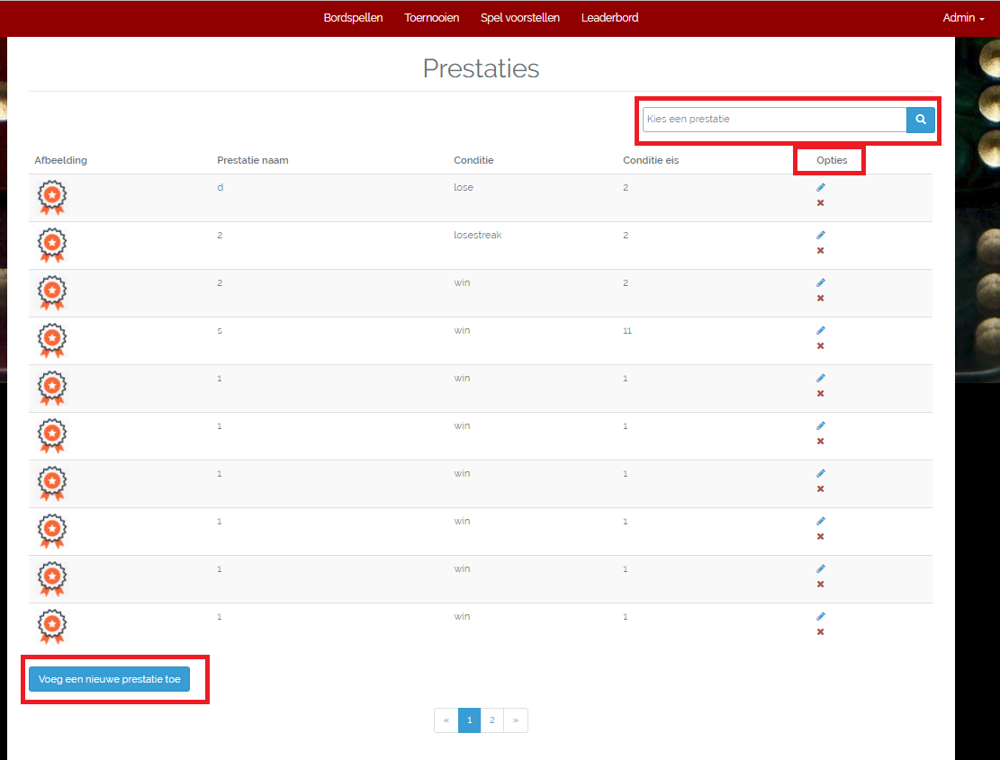 Bordspellen Toernooien Spel voorstellen Leaderbord Admin
Prestaties
Kies een prestatie
Afbeelding Prestatie naam Conditie Conditie eis Opties
d lose 2
2 losestreak 2
2 win 2
s win 11
1 win 1
1 win 1
1 win 1
1 win 1
1 win 1
1 win 1
Voeg een nieuwe prestatie toe
« 1 2 »